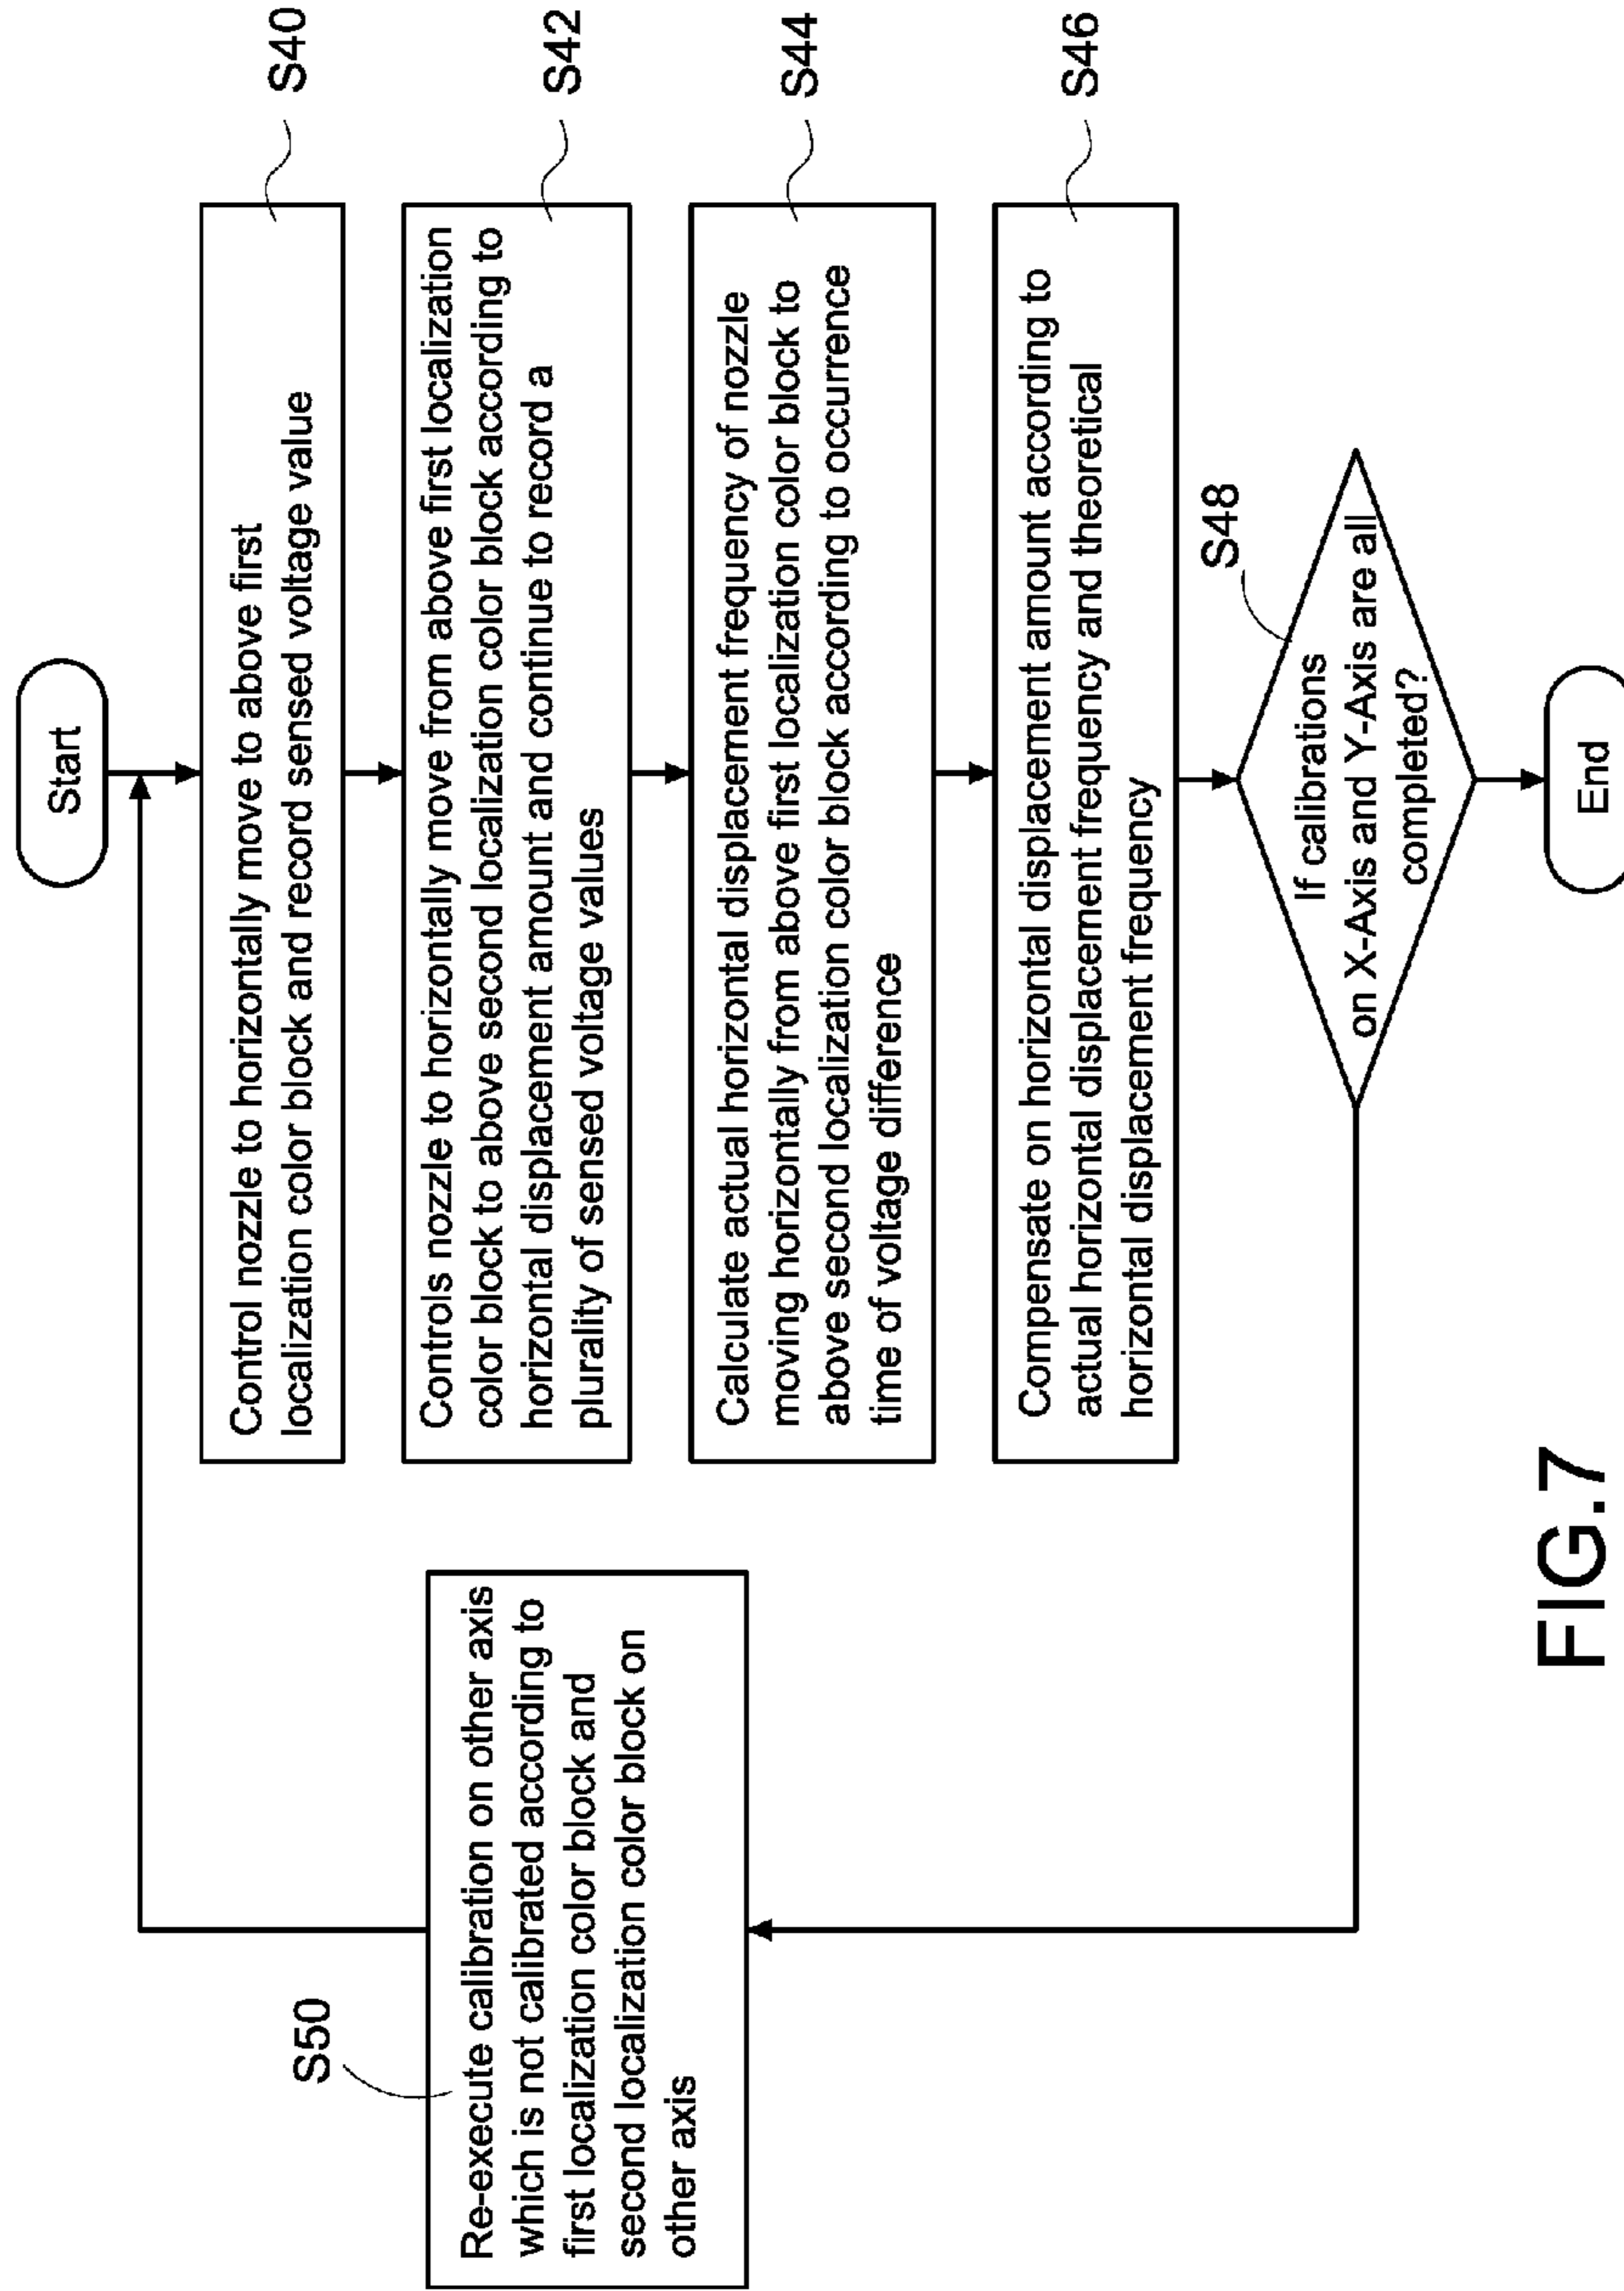 Start
Control nozzle to horizontally move to above first
localization color block and record sensed voltage value
S40
Controls nozzle to horizontally move from above first localization
color block to above second localization color block according to
horizontal displacement amount and continue to record a
plurality of sensed voltage values
S42
Calculate actual horizontal displacement frequency of nozzle
moving horizontally from above first localization color block to
above second localization color block according to occurrence
time of voltage difference
S44
Compensate on horizontal displacement amount according to
actual horizontal displacement frequency and theoretical
horizontal displacement frequency
S46
S48
If calibrations
on X-Axis and Y-Axis are all
completed?
End
S50
Re-execute calibration on other axis
which is not calibrated according to
first localization color block and
second localization color block on
other axis
FIG.7